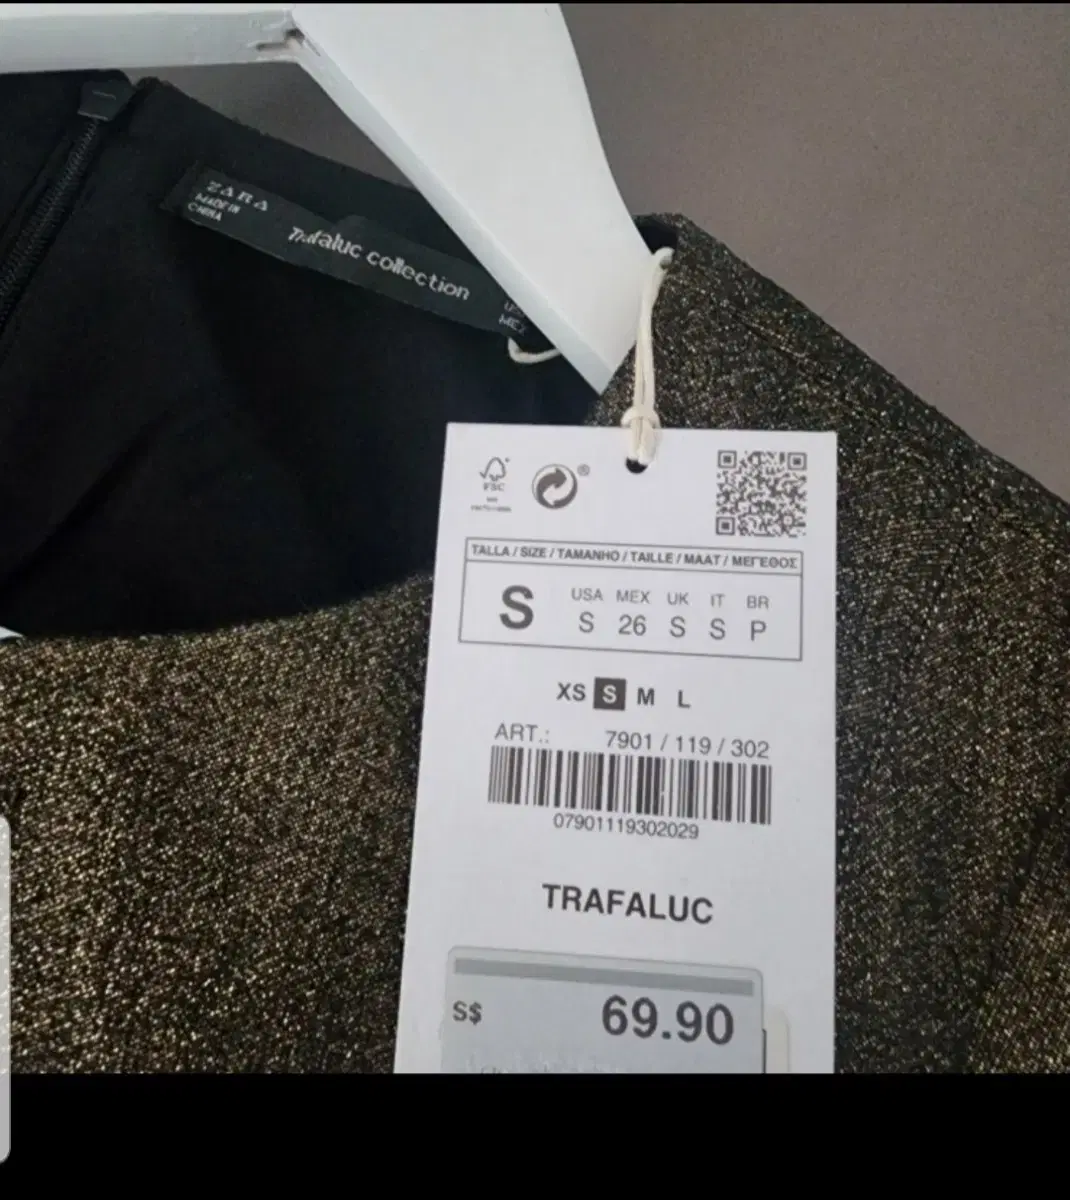 ZARA
MADE IN
CHINA
Trafaluc collection
MEX
FSC
®
TALLA / SIZE / TAMANHO / TAILLE / MAAT / ΜΕΓΕΘΟΣ
S
USA MEX UK IT BR
S 26 S S P
XS S M L
ART.: 7901 / 119 / 302
07901119302029
TRAFALUC
S$ 69.90